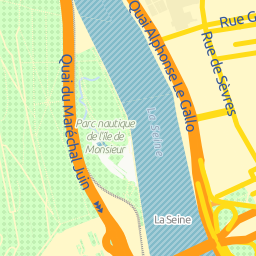 Quai Alphonse Le Gallo
Rue G
Rue de Sèvres
Quai du Maréchal Juin
Parc nautique
de l'Île de
Monsieur
La Seine
La Seine